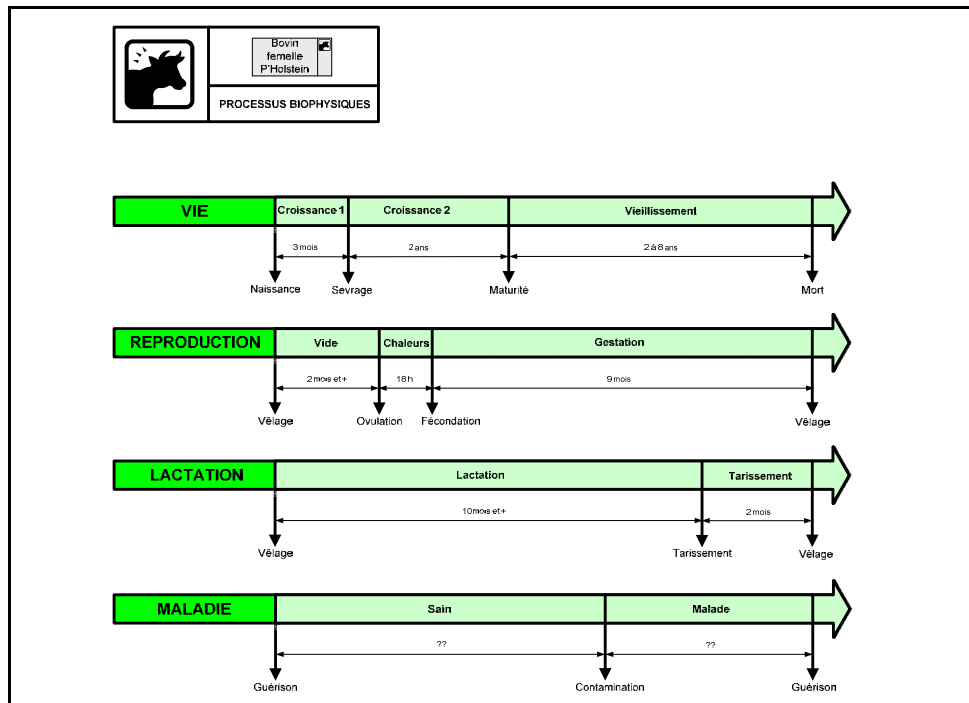 Bovin
femelle
P'Holstein
PROCESSUS BIOPHYSIQUES
VIE
Croissance 1
Croissance 2
Vieillissement
3 mois
2 ans
2 à 8 ans
Naissance
Sevrage
Maturité
Mort
REPRODUCTION
Vide
Chaleurs
Gestation
2 mois et+
18 h
9 mois
Vêlage
Ovulation
Fécondation
Vêlage
LACTATION
Lactation
Tarissement
10 mois et+
2 mois
Vêlage
Tarissement
Vêlage
MALADIE
Sain
Malade
??
??
Guérison
Contamination
Guérison